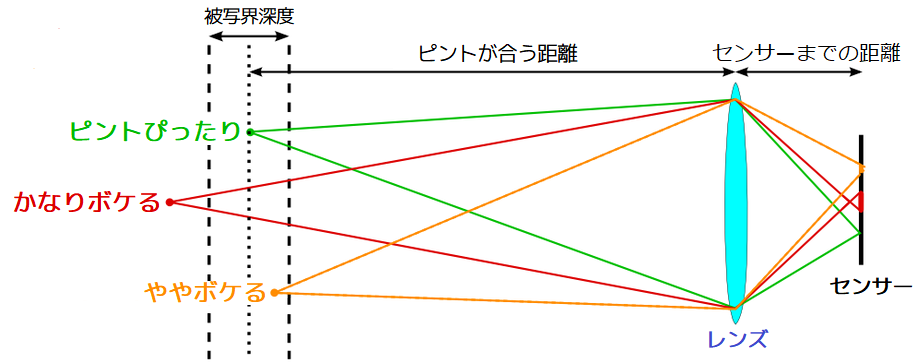 被写界深度
ピントが合う距離
センサーまでの距離
ピントぴったり
かなりボケる
ややボケる
センサー
レンズ